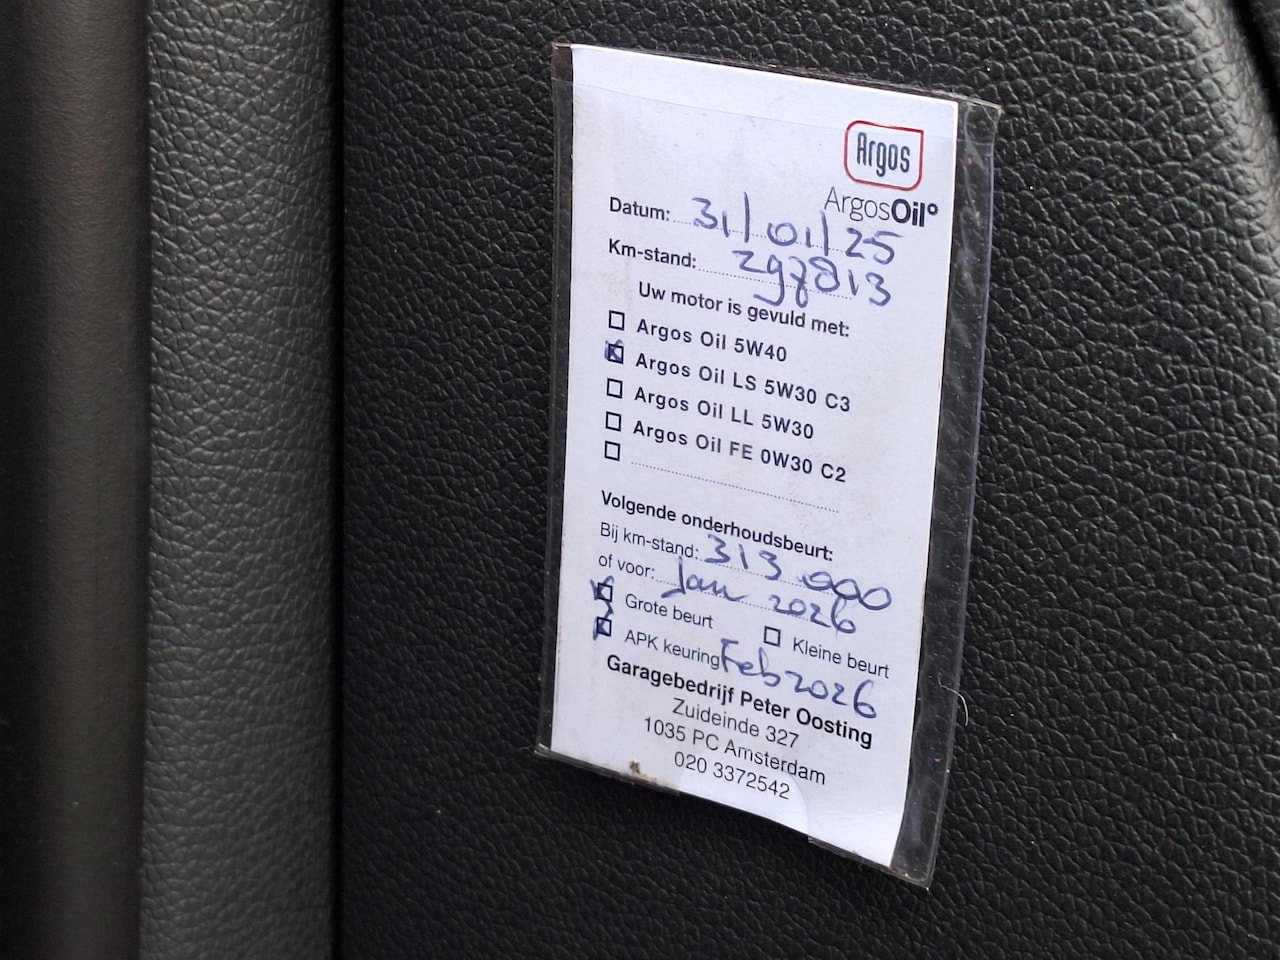 Argos
ArgosOil°
Datum: 31/01/25
Km-stand: 297813
Uw motor is gevuld met:
Argos Oil 5W40
Argos Oil LS 5W30 C3
Argos Oil LL 5W30
Argos Oil FE 0W30 C2
Volgende onderhoudsbeurt:
Bij km-stand: 313.000
of voor: Jan 2026
Grote beurt Kleine beurt
APK keuring Feb 2026
Garagebedrijf Peter Oosting
Zuideinde 327
1035 PC Amsterdam
020 3372542